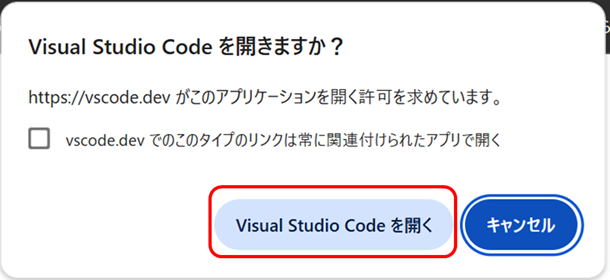 Visual Studio Code を開きますか？
https://vscode.dev がこのアプリケーションを開く許可を求めています。
vscode.dev でのこのタイプのリンクは常に関連付けられたアプリで開く
Visual Studio Code を開く
キャンセル